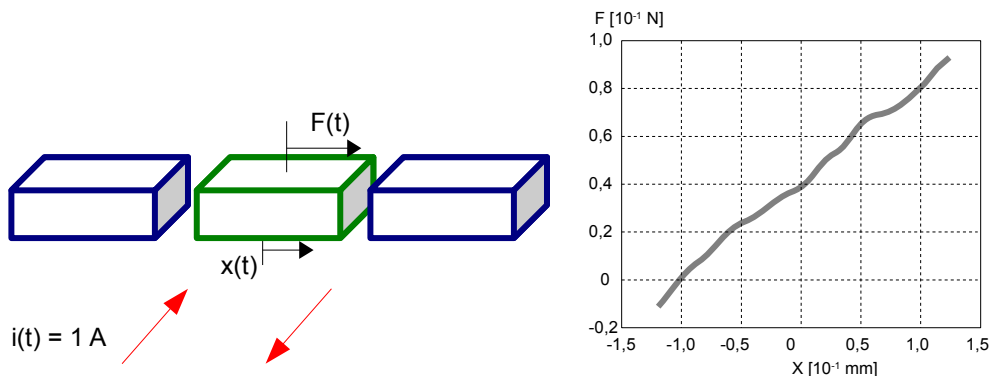 F(t)
x(t)
i(t) = 1 A
F [10⁻¹ N]
1,0
0,8
0,6
0,4
0,2
0
-0,2
-1,5 -1,0 -0,5 0 0,5 1,0 1,5
X [10⁻¹ mm]